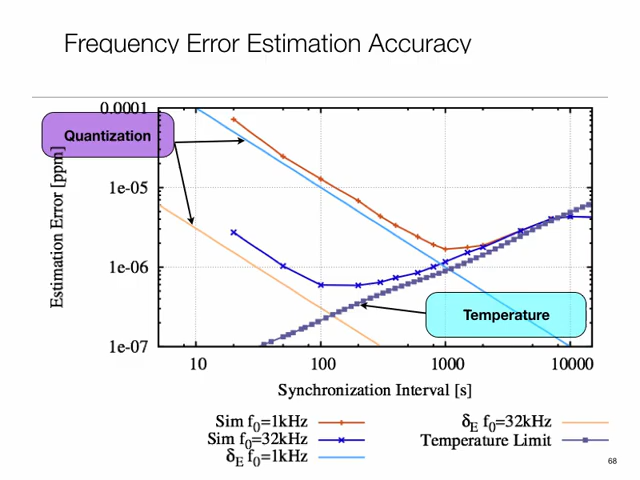 Frequency Error Estimation Accuracy
0.0001
Quantization
1e-05
Estimation Error [ppm]
1e-06
Temperature
1e-07
10 100 1000 10000
Synchronization Interval [s]
Sim f₀=1kHz
Sim f₀=32kHz
δE f₀=1kHz
δE f₀=32kHz
Temperature Limit
68